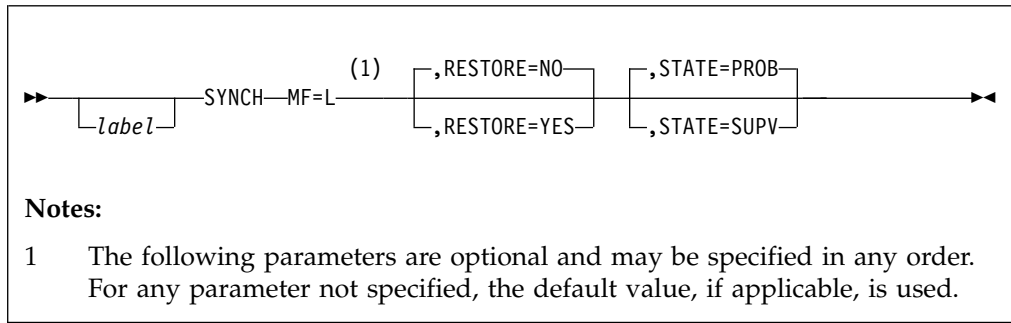 (1) ,RESTORE=NO ,STATE=PROB
SYNCH MF=L
label ,RESTORE=YES ,STATE=SUPV
Notes:
1 The following parameters are optional and may be specified in any order.
For any parameter not specified, the default value, if applicable, is used.